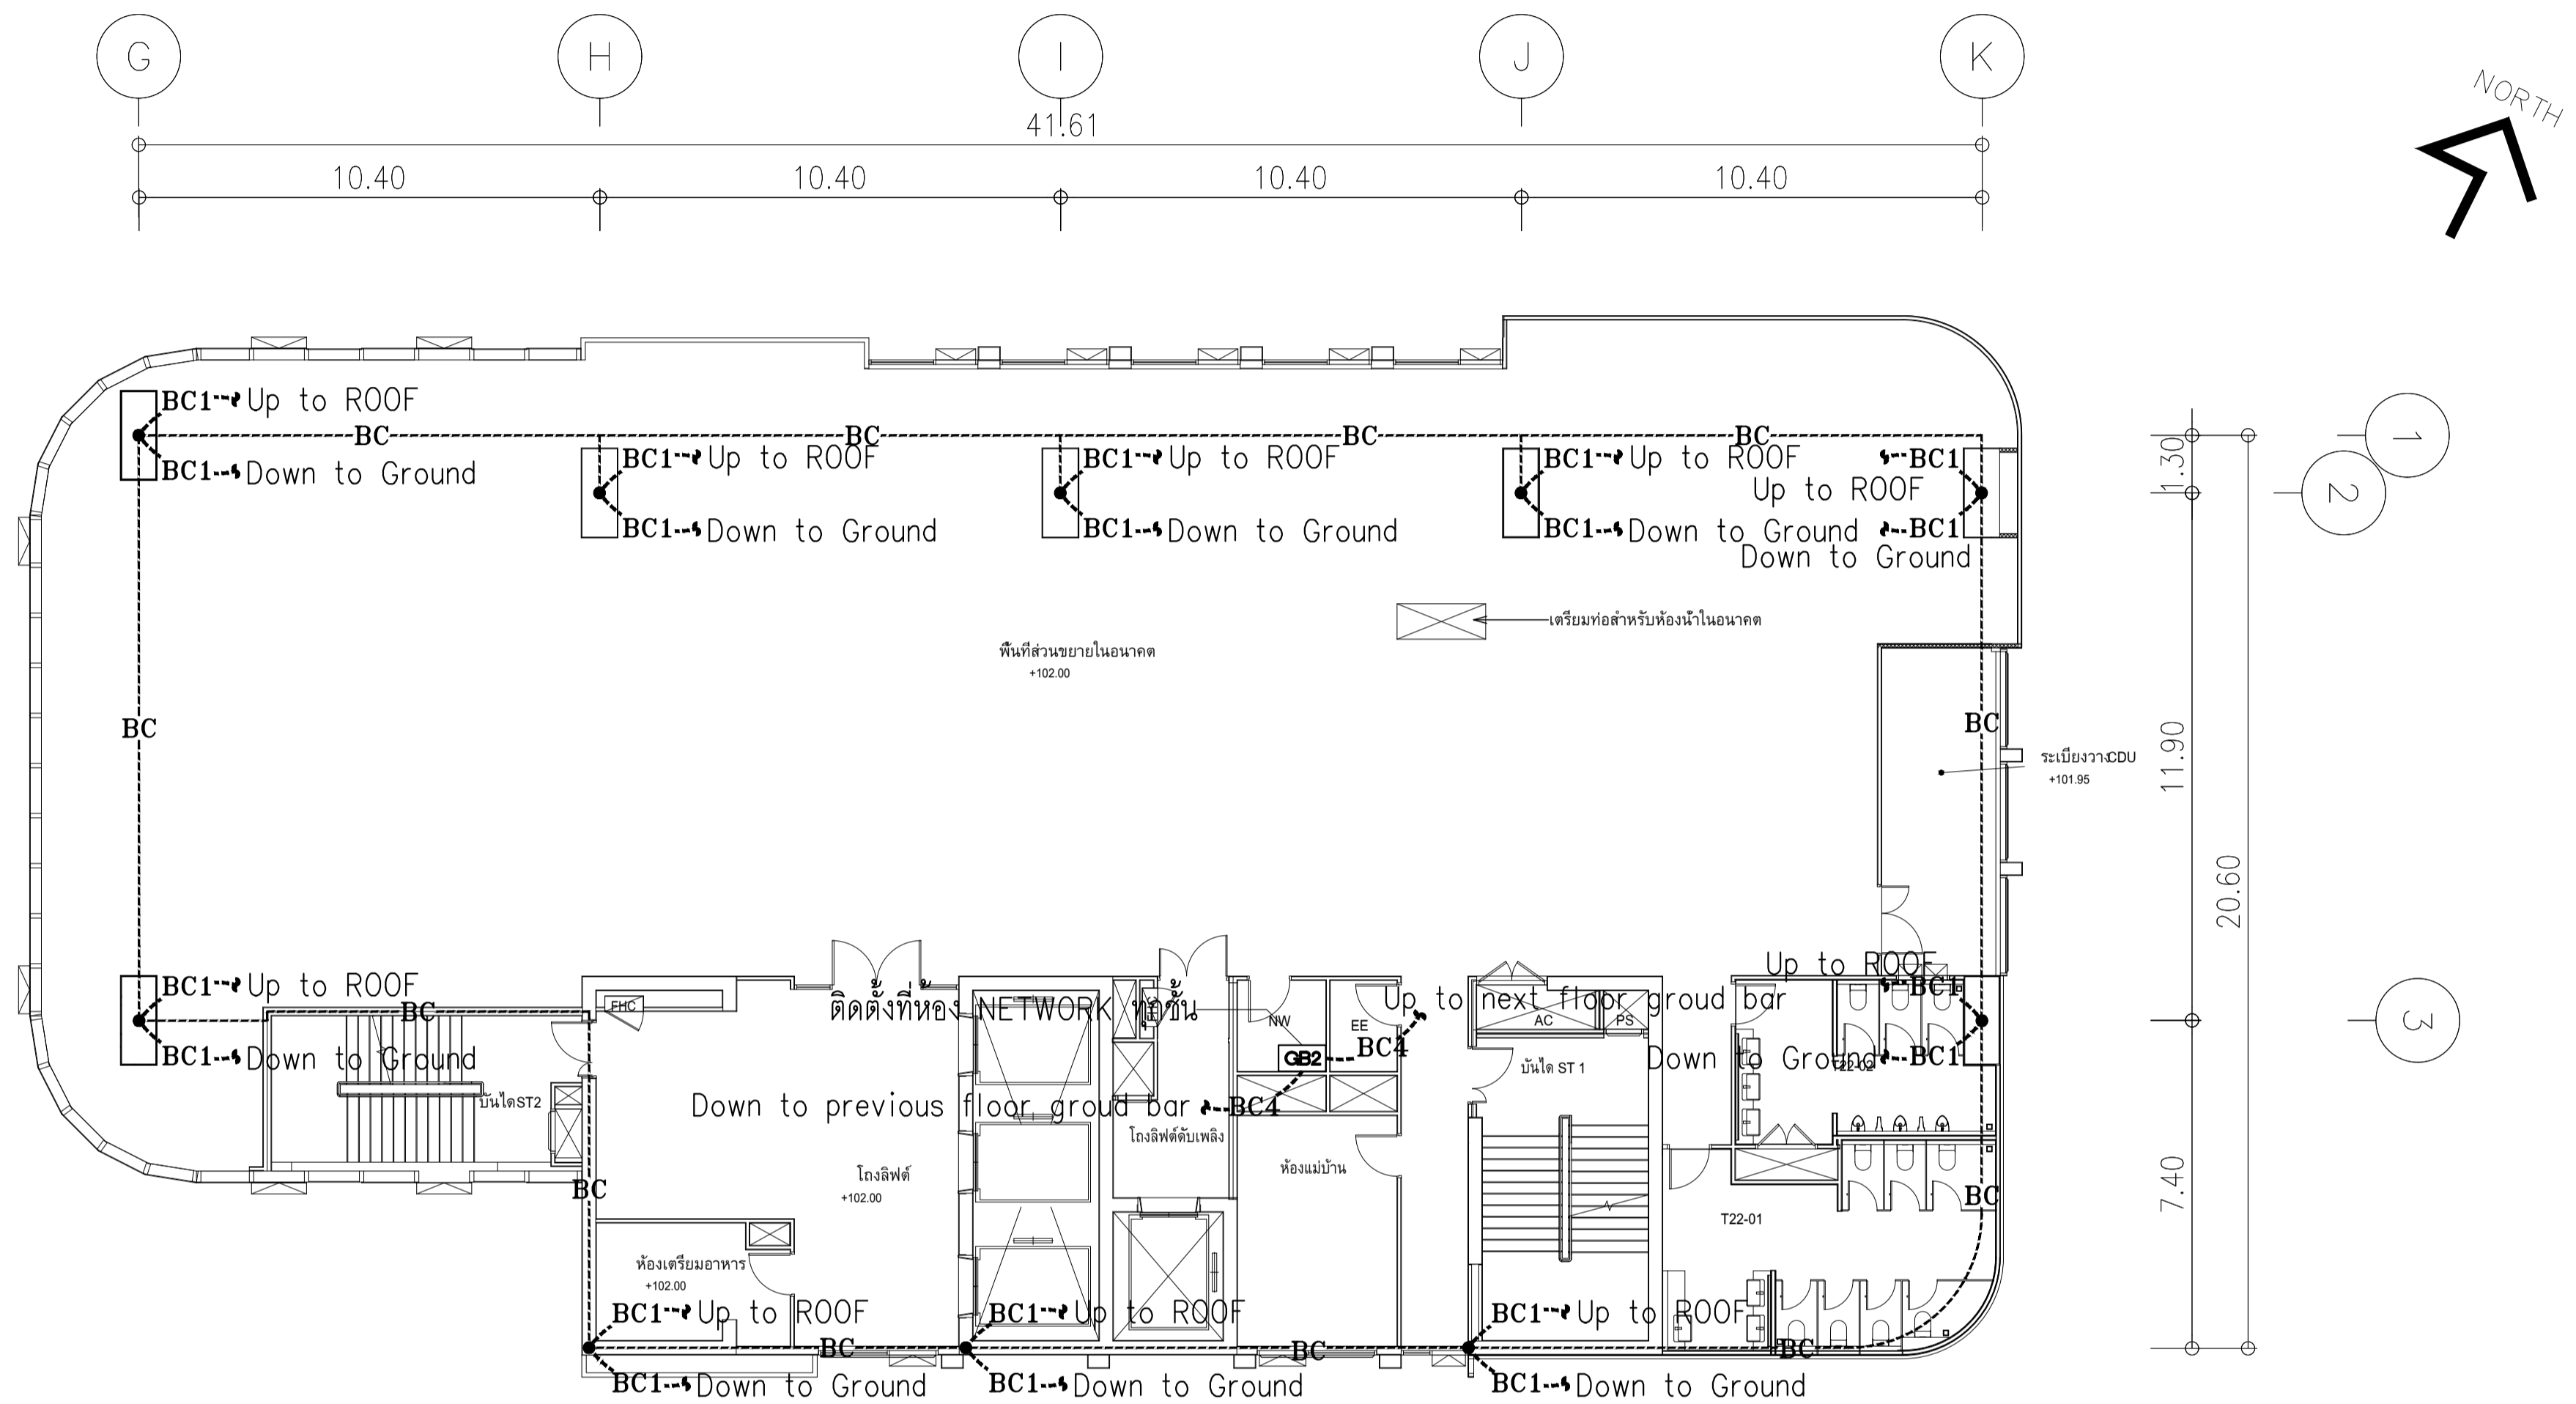 G
H
I
J
K
NORTH
41.61
10.40
10.40
10.40
10.40
BC1 Up to ROOF
BC
BC
BC
BC
1
BC1 Down to Ground
BC1 Up to ROOF
BC1 Up to ROOF
BC1 Up to ROOF
BC1
1.30
Up to ROOF
2
BC1 Down to Ground
BC1 Down to Ground
BC1 Down to Ground
BC1
Down to Ground
เตรียมท่อสำหรับห้องน้ำในอนาคต
พื้นที่ส่วนขยายในอนาคต
+102.00
BC
BC
11.90
ระเบียงวางCDU
+101.95
20.60
Up to ROOF
BC1 Up to ROOF
BC1
FHC
BC
ติดตั้งที่ห้อง NETWORK ทุกชั้น
FHC
NW
EE
Up to next floor groud bar
AC
PS
3
BC1 Down to Ground
GB2
BC4
บันได ST 1
Down to Ground
BC1
T22-02
บันไดST2
Down to previous floor groud bar
BC4
โถงลิฟต์ดับเพลิง
โถงลิฟต์
+102.00
ห้องแม่บ้าน
BC
BC
7.40
T22-01
ห้องเตรียมอาหาร
+102.00
BC1 Up to ROOF
BC1 Up to ROOF
BC1 Up to ROOF
BC
BC
BC
BC1 Down to Ground
BC1 Down to Ground
BC1 Down to Ground